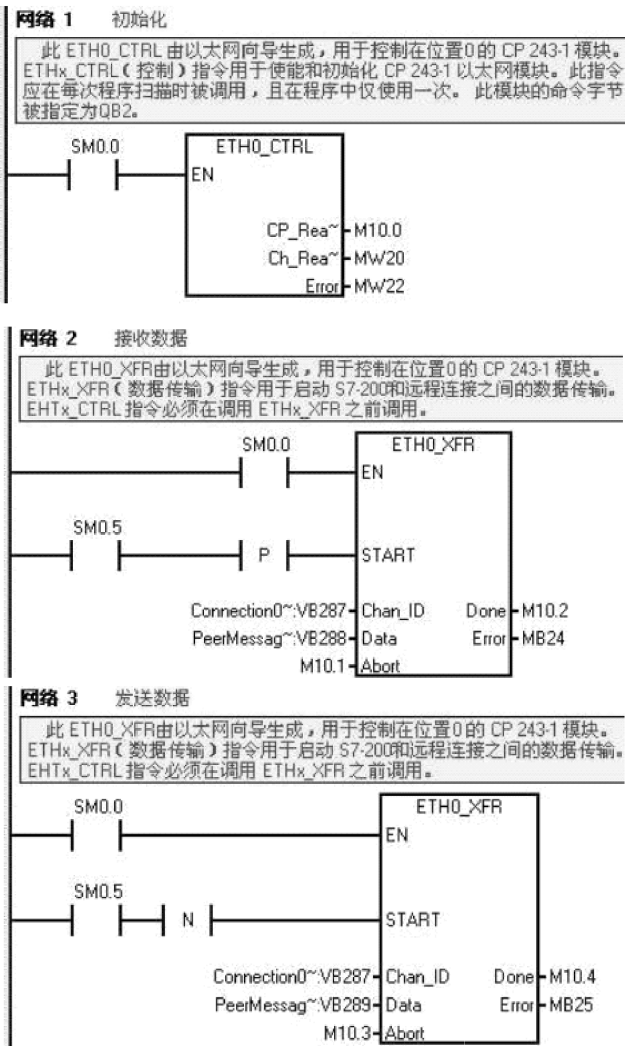 网络 1 初始化
此 ETH0_CTRL 由以太网向导生成，用于控制在位置0 的 CP 243-1 模块。
ETHx_CTRL（控制）指令用于使能和初始化 CP 243-1 以太网模块。此指令
应在每次程序扫描时被调用，且在程序中仅使用一次。 此模块的命令字节
被指定为QB2。
SM0.0
ETH0_CTRL
EN
CP_Rea~ M10.0
Ch_Rea~ MW20
Error MW22
网络 2 接收数据
此 ETH0_XFR由以太网向导生成，用于控制在位置0 的 CP 243-1 模块。
ETHx_XFR（数据传输）指令用于启动 S7-200和远程连接之间的数据传输。
EHTx_CTRL 指令必须在调用 ETHx_XFR 之前调用。
SM0.0
ETH0_XFR
EN
SM0.5
P
START
Connection0~:VB287 Chan_ID Done M10.2
PeerMessag~:VB288 Data Error MB24
M10.1 Abort
网络 3 发送数据
此 ETH0_XFR由以太网向导生成，用于控制在位置0 的 CP 243-1 模块。
ETHx_XFR（数据传输）指令用于启动 S7-200和远程连接之间的数据传输。
EHTx_CTRL 指令必须在调用 ETHx_XFR 之前调用。
SM0.0
ETH0_XFR
EN
SM0.5
N
START
Connection0~:VB287 Chan_ID Done M10.4
PeerMessag~:VB289 Data Error MB25
M10.3 Abort